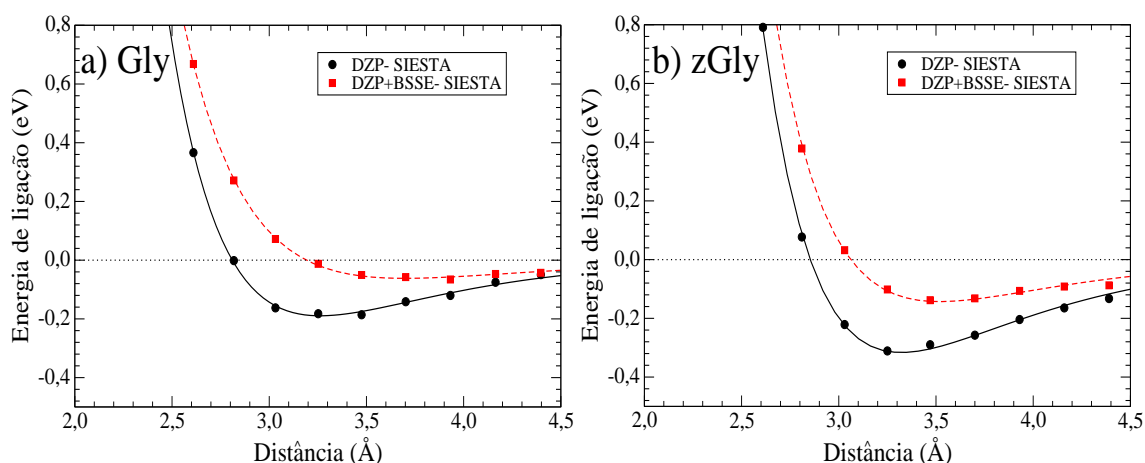 a) Gly
DZP- SIESTA
DZP+BSSE- SIESTA
Energia de ligação (eV)
0,8
0,6
0,4
0,2
0,0
-0,2
-0,4
2,0 2,5 3,0 3,5 4,0 4,5
Distância (Å)
b) zGly
DZP- SIESTA
DZP+BSSE- SIESTA
Energia de ligação (eV)
0,8
0,6
0,4
0,2
0,0
-0,2
-0,4
2,0 2,5 3,0 3,5 4,0 4,5
Distância (Å)